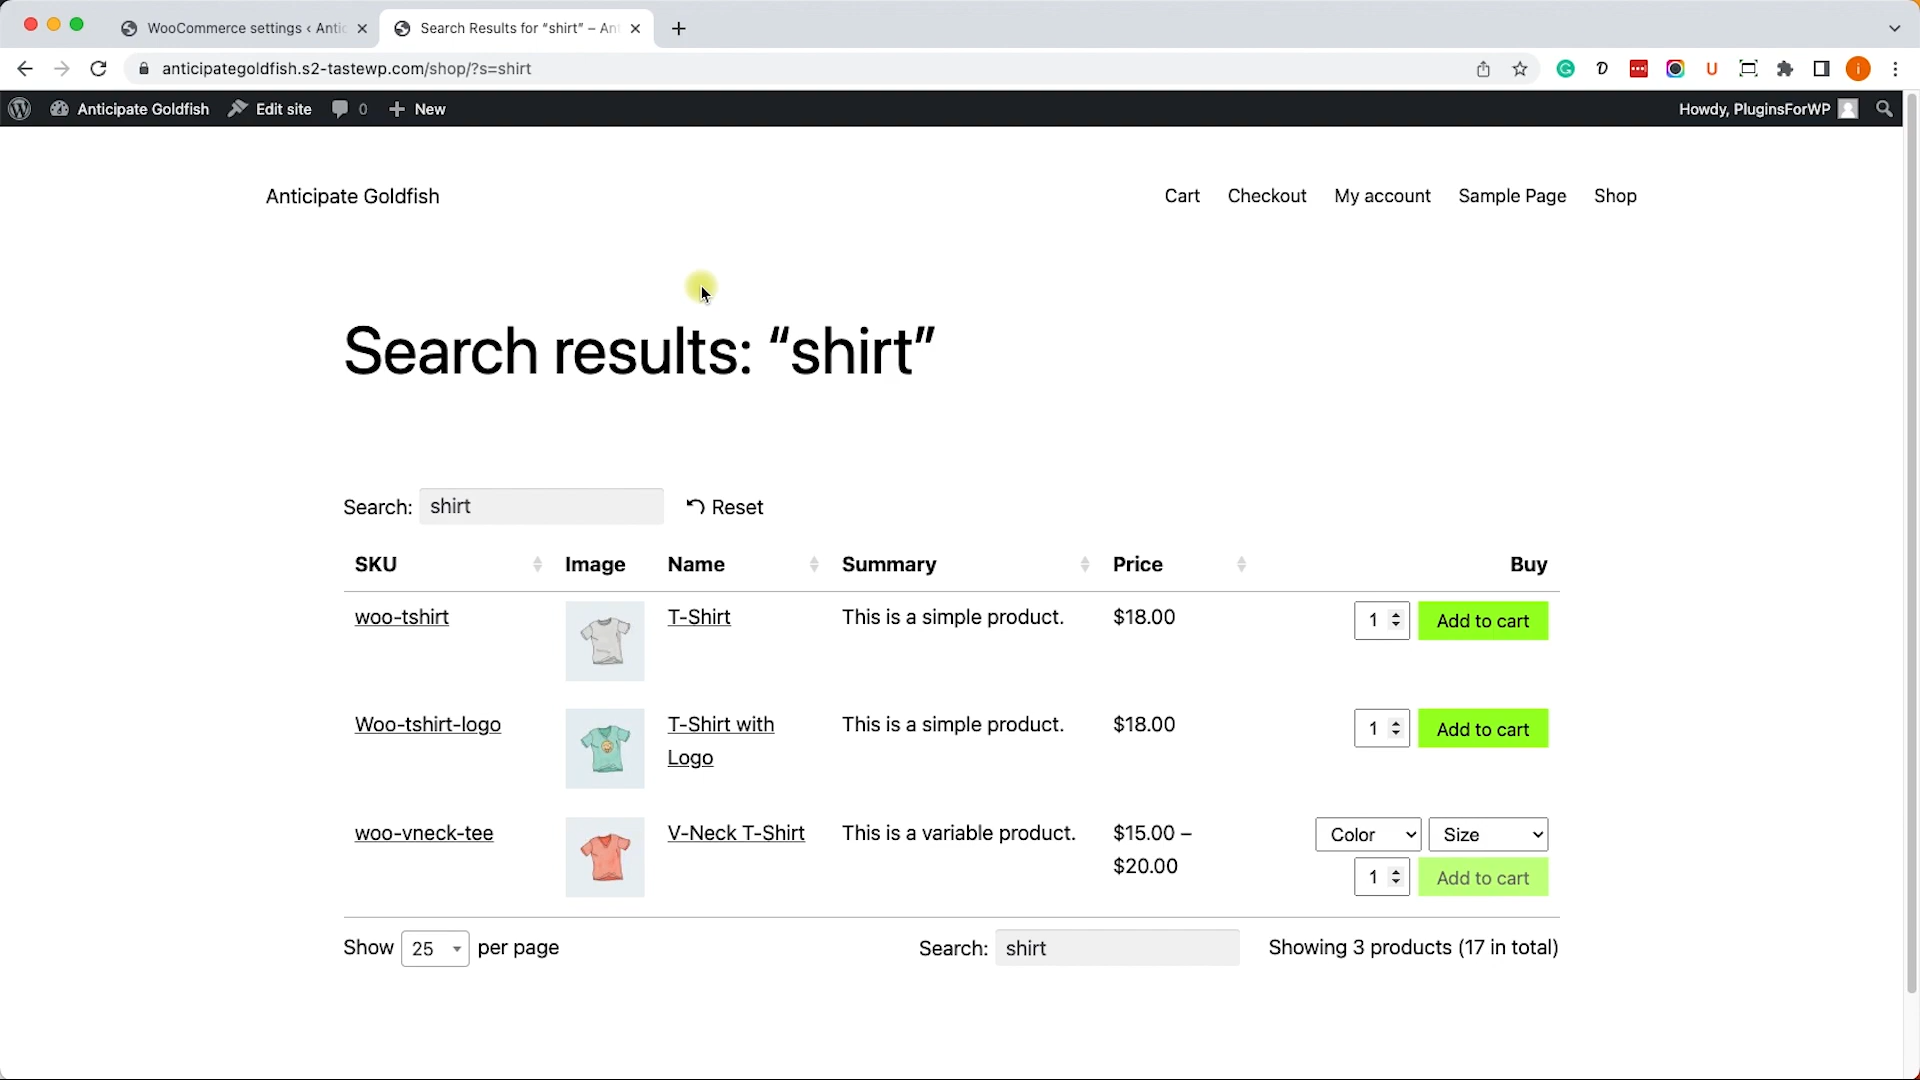 WooCommerce settings ‹ Antic
Search Results for “shirt” – An
anticipategoldfish.s2-tastewp.com/shop/?s=shirt
Anticipate Goldfish
Edit site
0
New
Howdy, PluginsForWP
Anticipate Goldfish
Cart
Checkout
My account
Sample Page
Shop
Search results: “shirt”
Search: shirt
Reset
SKU Image Name Summary Price Buy
woo-tshirt T-Shirt This is a simple product. $18.00 1 Add to cart
Woo-tshirt-logo T-Shirt with This is a simple product. $18.00 1 Add to cart
Logo
woo-vneck-tee V-Neck T-Shirt This is a variable product. $15.00 – Color Size
$20.00 1 Add to cart
Show 25 per page Search: shirt Showing 3 products (17 in total)